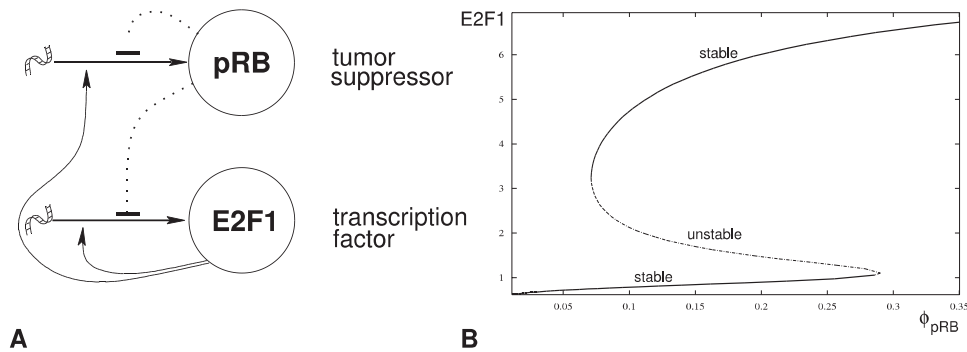 pRB
tumor
suppressor
E2F1
transcription
factor
A
E2F1
6
5
4
3
2
1
stable
unstable
stable
0.05
0.1
0.15
0.2
0.25
0.3
0.35
ϕpRB
B